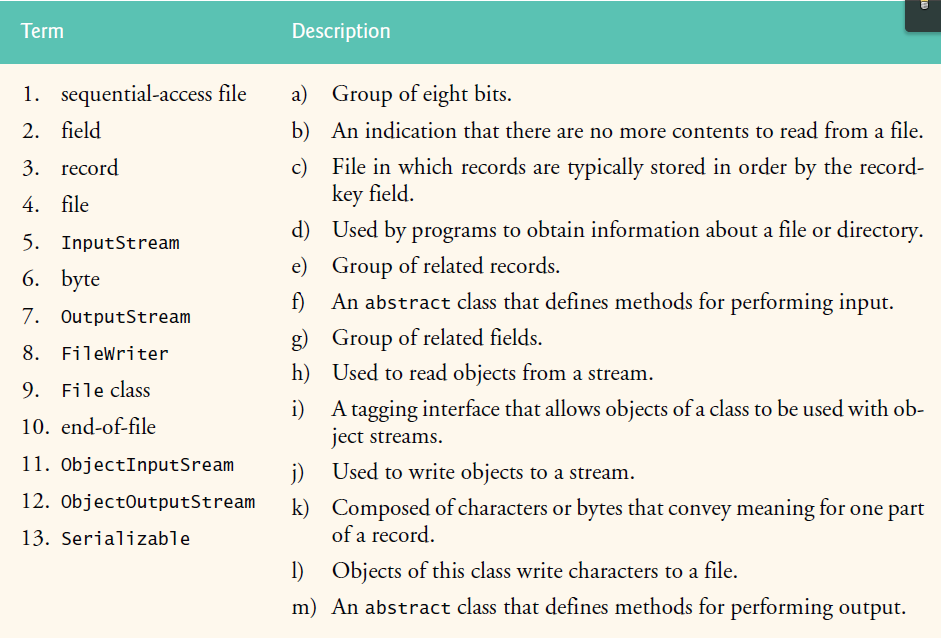 Term Description
1. sequential-access file
2. field
3. record
4. file
5. InputStream
6. byte
7. OutputStream
8. FileWriter
9. File class
10. end-of-file
11. ObjectInputSream
12. ObjectOutputStream
13. Serializable
a) Group of eight bits.
b) An indication that there are no more contents to read from a file.
c) File in which records are typically stored in order by the record-
key field.
d) Used by programs to obtain information about a file or directory.
e) Group of related records.
f) An abstract class that defines methods for performing input.
g) Group of related fields.
h) Used to read objects from a stream.
i) A tagging interface that allows objects of a class to be used with ob-
ject streams.
j) Used to write objects to a stream.
k) Composed of characters or bytes that convey meaning for one part
of a record.
l) Objects of this class write characters to a file.
m) An abstract class that defines methods for performing output.